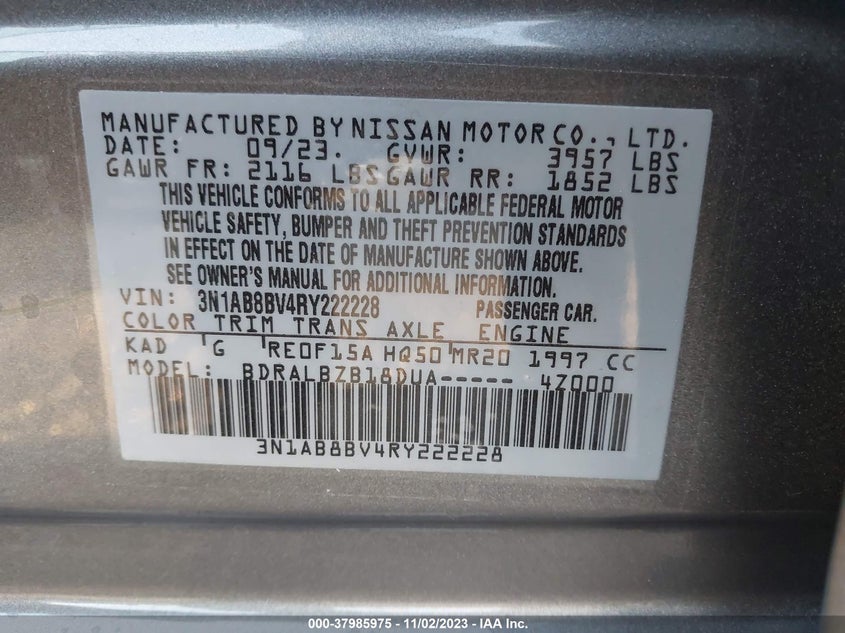 MANUFACTURED BY NISSAN MOTOR CO., LTD.
DATE: 09/23. GVWR: 3957 LBS
GAWR FR: 2116 LBS GAWR RR: 1852 LBS
THIS VEHICLE CONFORMS TO ALL APPLICABLE FEDERAL MOTOR
VEHICLE SAFETY, BUMPER AND THEFT PREVENTION STANDARDS
IN EFFECT ON THE DATE OF MANUFACTURE SHOWN ABOVE.
SEE OWNER'S MANUAL FOR ADDITIONAL INFORMATION.
VIN: 3N1AB8BV4RY222228 PASSENGER CAR.
COLOR TRIM TRANS AXLE ENGINE
KAD G RE0F15A HQ50 MR20 1997 CC
MODEL: BDRALBZB18DUA----- 4Z000
3N1AB8BV4RY222228
000-37985975 - 11/02/2023 - IAA Inc.